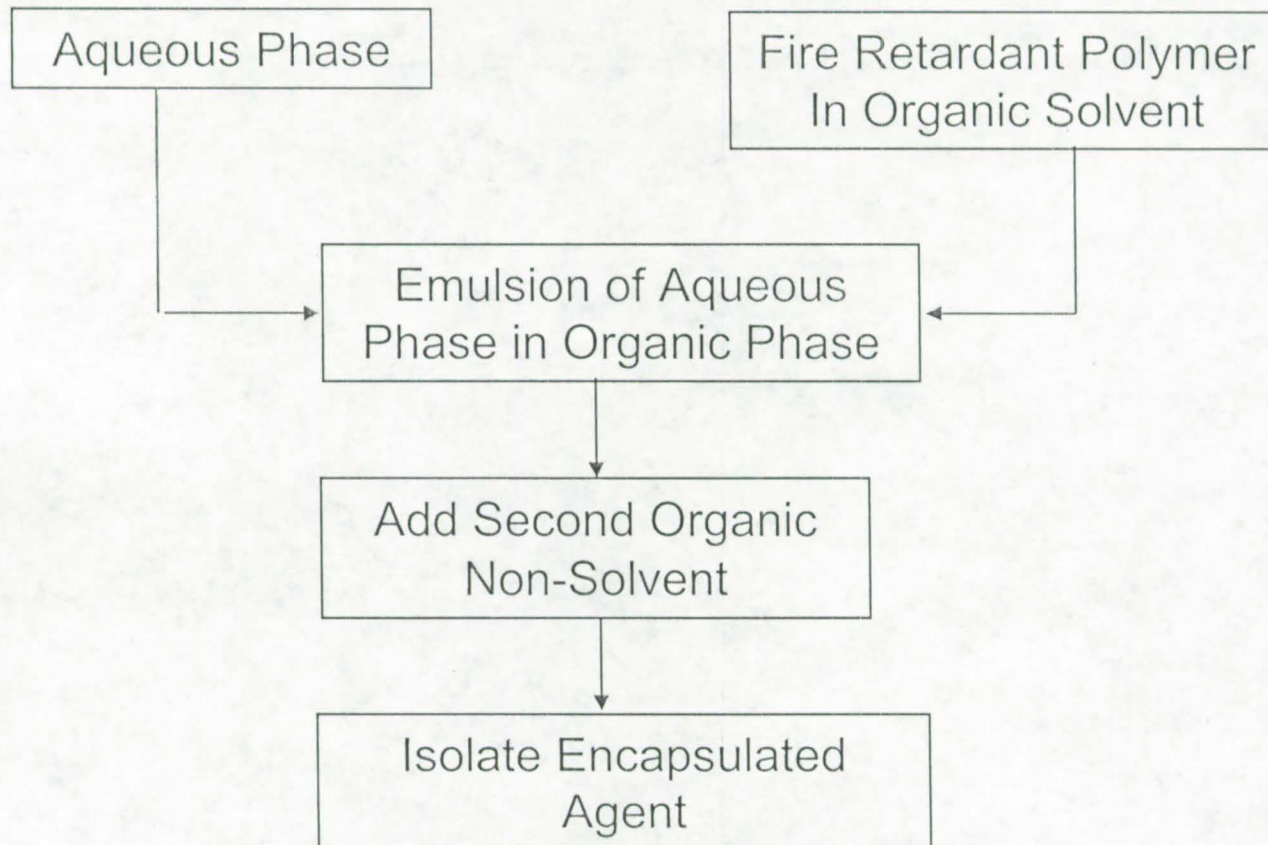 Aqueous Phase
Fire Retardant Polymer
In Organic Solvent
Emulsion of Aqueous
Phase in Organic Phase
Add Second Organic
Non-Solvent
Isolate Encapsulated
Agent